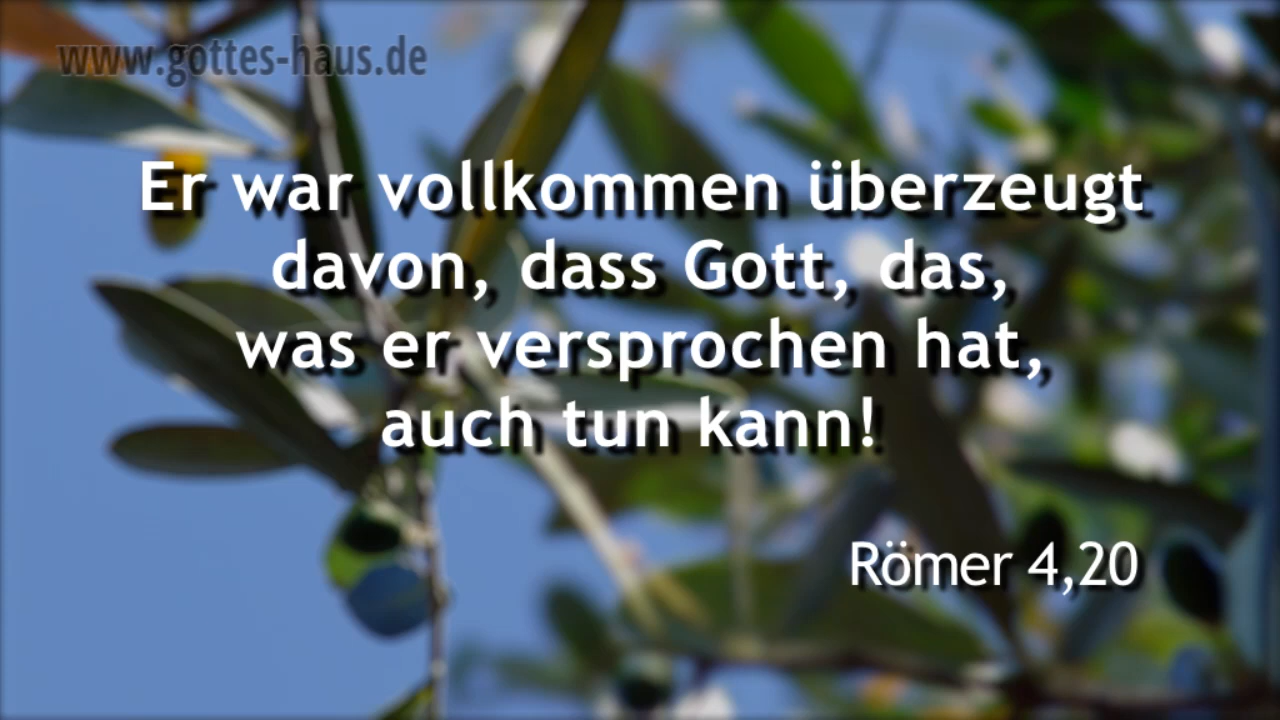 www.gottes-haus.de
Er war vollkommen überzeugt
davon, dass Gott, das,
was er versprochen hat,
auch tun kann!
Römer 4,20